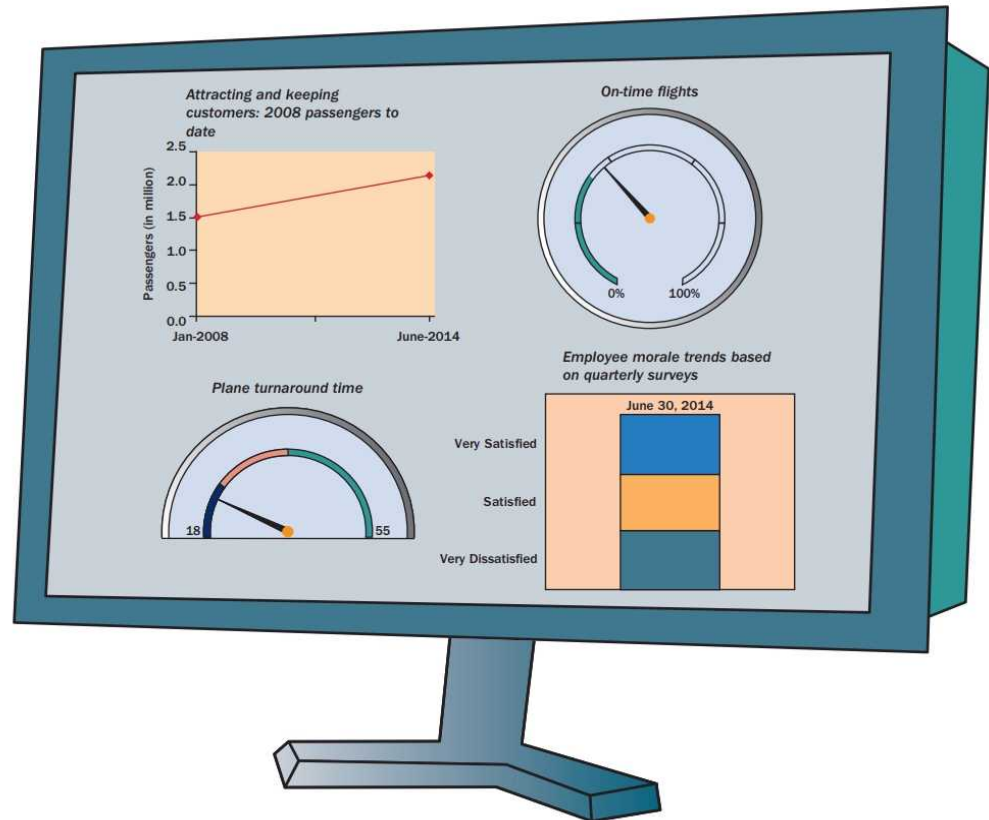 Attracting and keeping
customers: 2008 passengers to
date
2.5
2.0
1.5
1.0
0.5
0.0
Passengers (in million)
Jan-2008
June-2014
On-time flights
0%
100%
Plane turnaround time
18
55
Employee morale trends based
on quarterly surveys
June 30, 2014
Very Satisfied
Satisfied
Very Dissatisfied